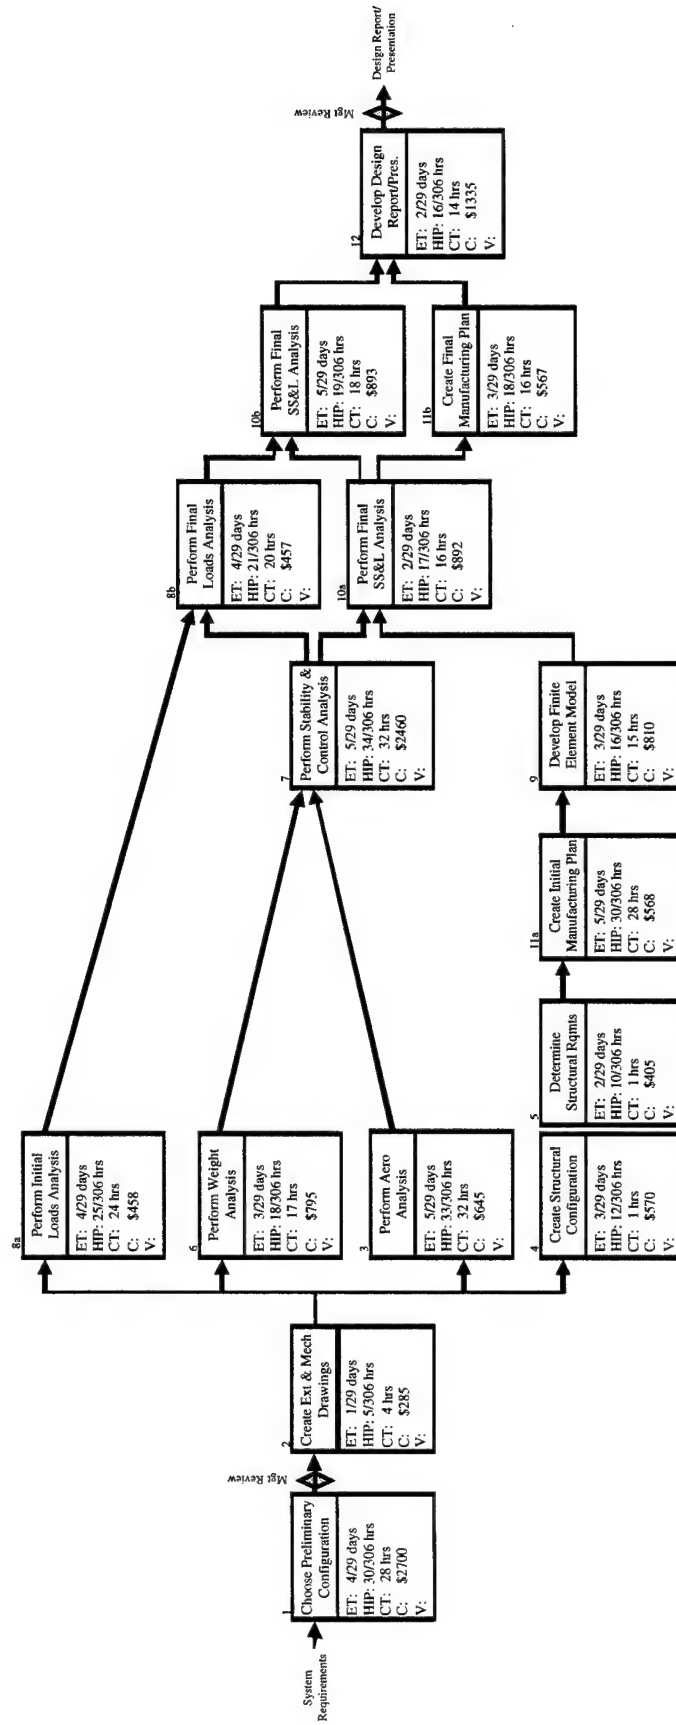 System
Requirements
1
Choose Preliminary
Configuration
ET: 4/29 days
HIP: 30/306 hrs
CT: 28 hrs
C: $2700
V:
Mgt Review
2
Create Ext & Mech
Drawings
ET: 1/29 days
HIP: 5/306 hrs
CT: 4 hrs
C: $285
V:
8a
Perform Initial
Loads Analysis
ET: 4/29 days
HIP: 25/306 hrs
CT: 24 hrs
C: $458
V:
6
Perform Weight
Analysis
ET: 3/29 days
HIP: 18/306 hrs
CT: 17 hrs
C: $795
V:
3
Perform Aero
Analysis
ET: 5/29 days
HIP: 33/306 hrs
CT: 32 hrs
C: $645
V:
4
Create Structural
Configuration
ET: 3/29 days
HIP: 12/306 hrs
CT: 1 hrs
C: $570
V:
5
Determine
Structural Rqmts
ET: 2/29 days
HIP: 10/306 hrs
CT: 1 hrs
C: $405
V:
11a
Create Initial
Manufacturing Plan
ET: 5/29 days
HIP: 30/306 hrs
CT: 28 hrs
C: $568
V:
7
Perform Stability &
Control Analysis
ET: 5/29 days
HIP: 34/306 hrs
CT: 32 hrs
C: $2460
V:
9
Develop Finite
Element Model
ET: 3/29 days
HIP: 16/306 hrs
CT: 15 hrs
C: $810
V:
8b
Perform Final
Loads Analysis
ET: 4/29 days
HIP: 21/306 hrs
CT: 20 hrs
C: $457
V:
10a
Perform Final
SS&L Analysis
ET: 2/29 days
HIP: 17/306 hrs
CT: 16 hrs
C: $892
V:
10b
Perform Final
SS&L Analysis
ET: 5/29 days
HIP: 19/306 hrs
CT: 18 hrs
C: $893
V:
11b
Create Final
Manufacturing Plan
ET: 3/29 days
HIP: 18/306 hrs
CT: 16 hrs
C: $567
V:
12
Develop Design
Report/Pres.
ET: 2/29 days
HIP: 16/306 hrs
CT: 14 hrs
C: $1335
V:
Mgt Review
Design Report/
Presentation